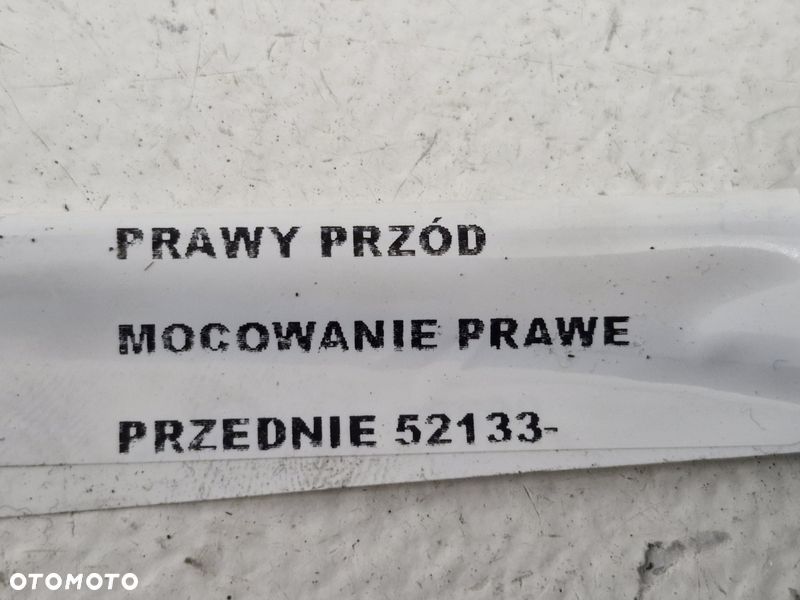 PRAWY PRZÓD
MOCOWANIE PRAWE
PRZEDNIE 52133-
OTOMOTO